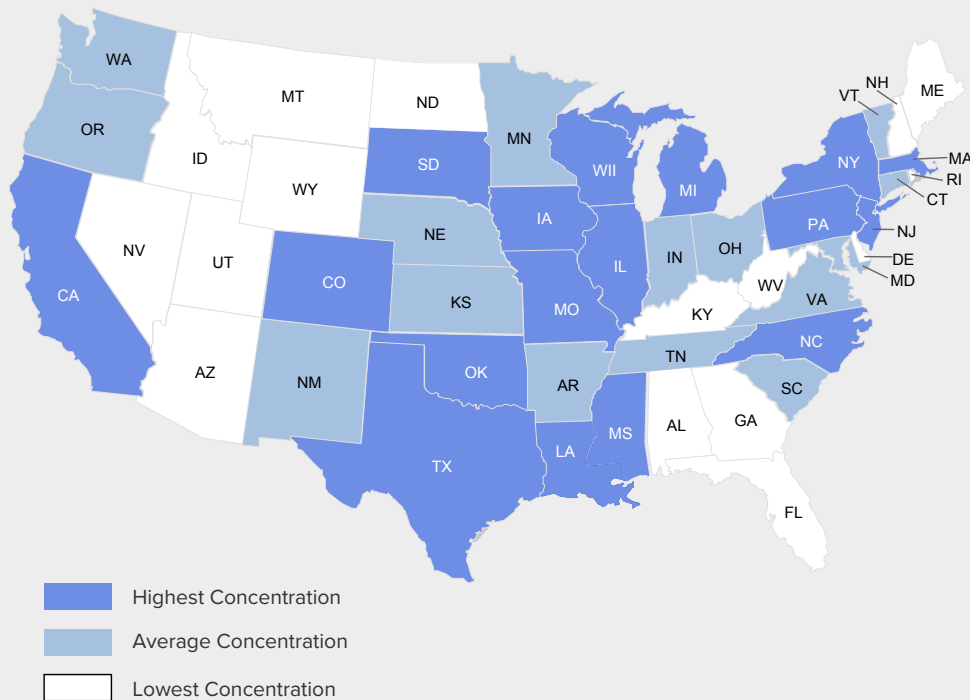 WA
MT
ND
MN
ME
NH
VT
OR
ID
SD
WII
MI
NY
MA
RI
CT
WY
IA
NE
PA
NJ
NV
UT
CO
IL
IN
OH
DE
MD
CA
KS
MO
WV
VA
KY
NC
AZ
NM
OK
AR
TN
SC
TX
LA
MS
AL
GA
FL
Highest Concentration
Average Concentration
Lowest Concentration